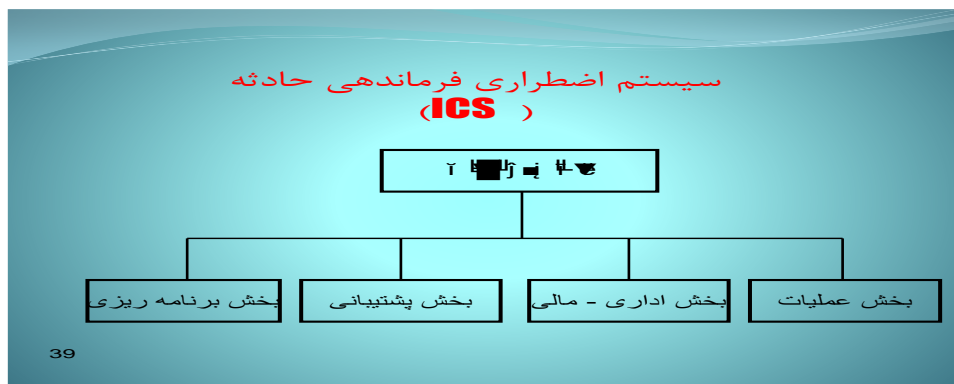 سیستم اضطراری فرماندهی حادثه
( ICS )
بخش عملیات
بخش اداری - مالی
بخش پشتیبانی
بخش برنامه ریزی
39